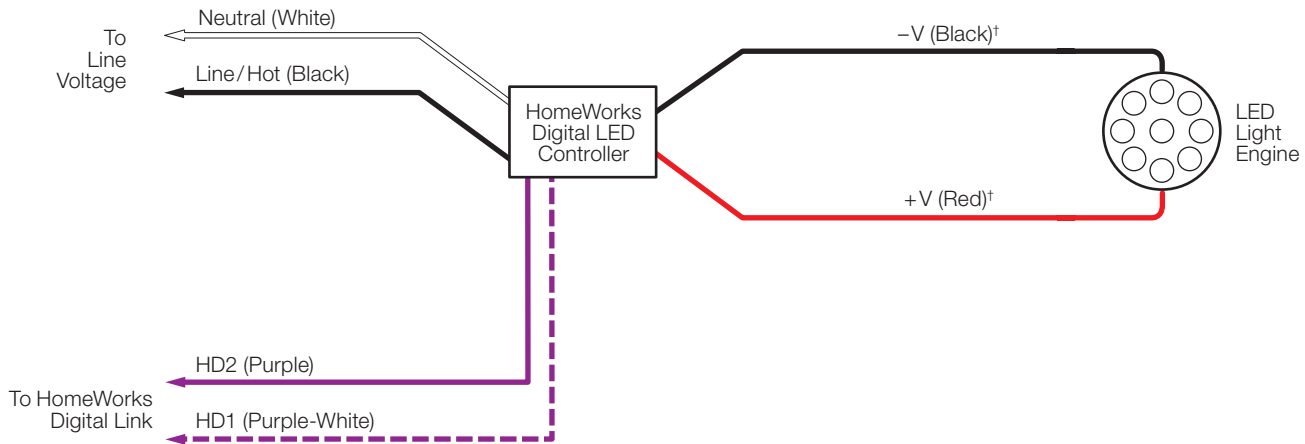 Neutral (White)
To
Line
Voltage
Line/Hot (Black)
HomeWorks
Digital LED
Controller
–V (Black)†
LED
Light
Engine
+V (Red)†
HD2 (Purple)
To HomeWorks
Digital Link
HD1 (Purple-White)